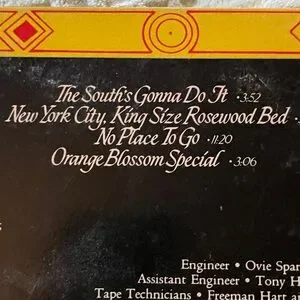 The South's Gonna Do It • 3:52
New York City, King Size Rosewood Bed •
No Place To Go • 11:20
Orange Blossom Special • 3:06
Engineer • Ovie Spar
Assistant Engineer • Tony H
Tape Technicians • Freeman Hart a